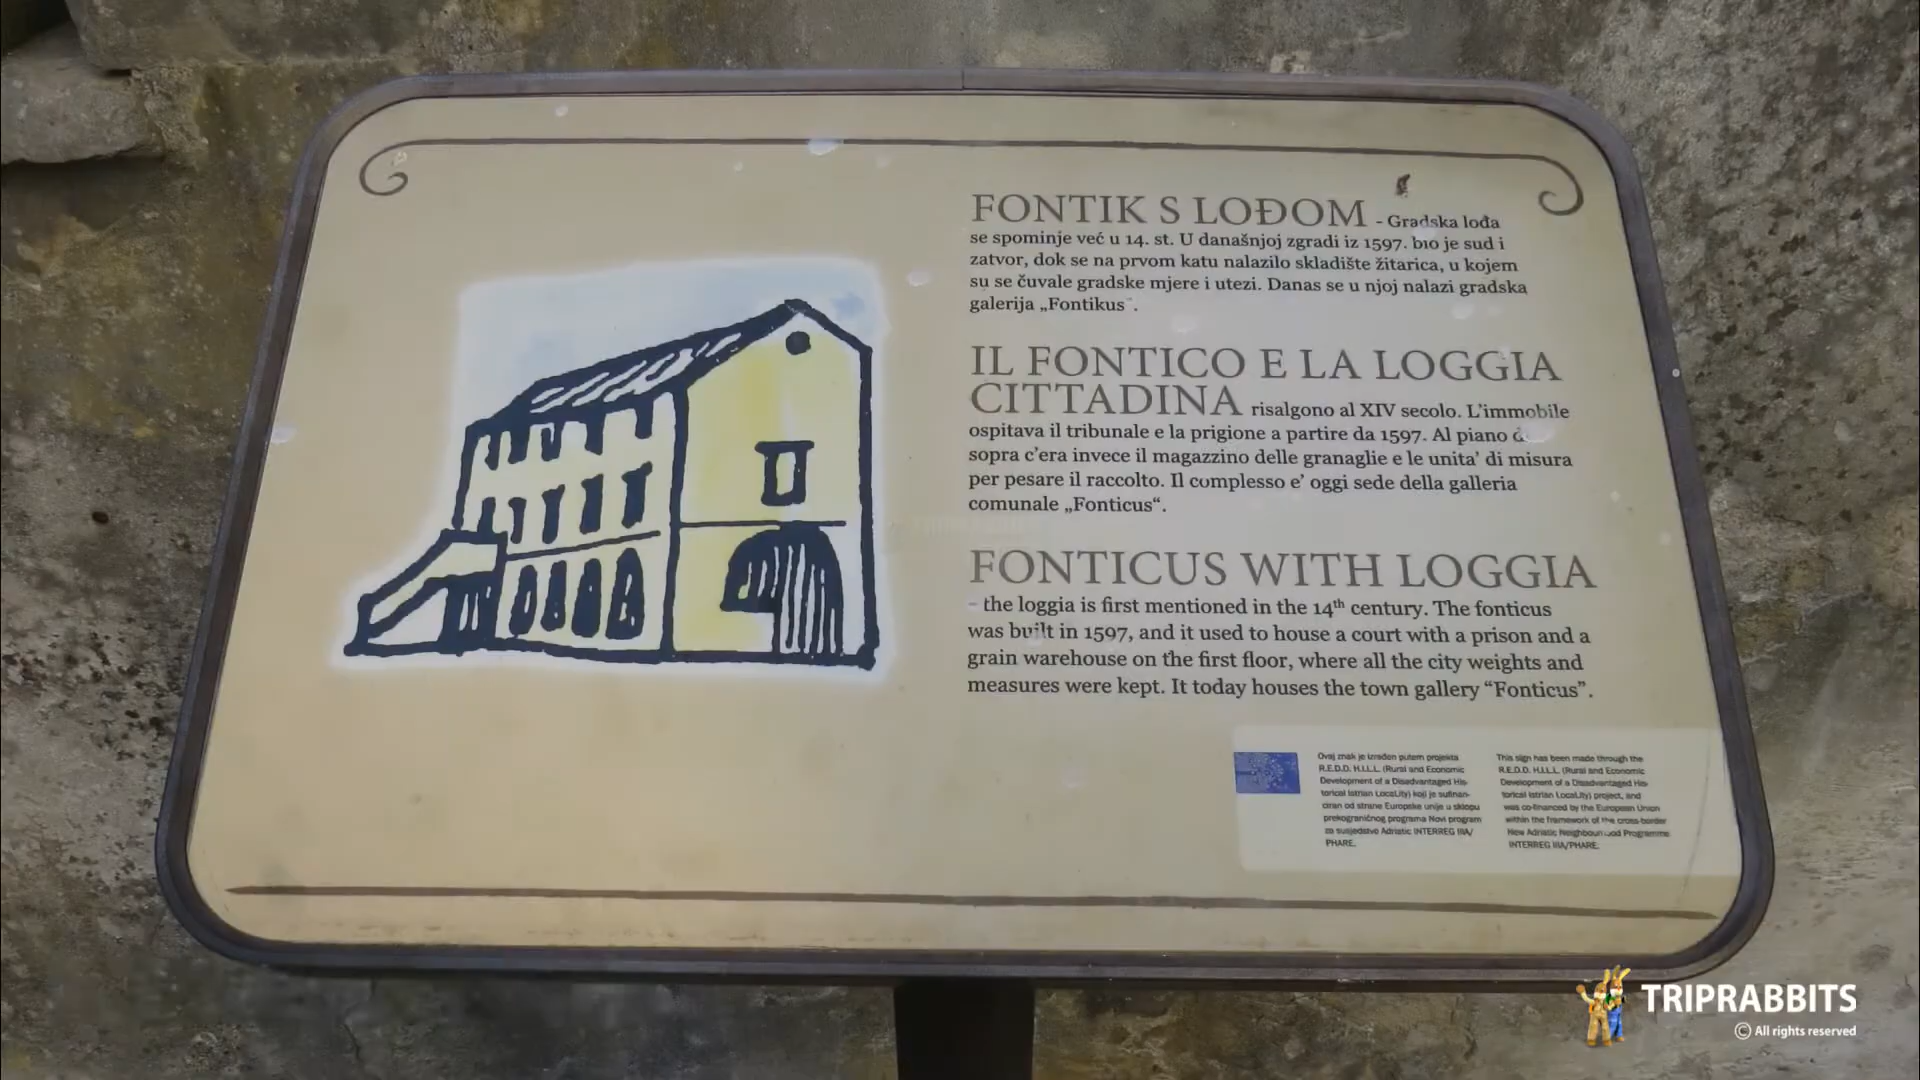 FONTIK S LOĐOM - Gradska lođa
se spominje već u 14. st. U današnjoj zgradi iz 1597. bio je sud i
zatvor, dok se na prvom katu nalazilo skladište žitarica, u kojem
su se čuvale gradske mjere i utezi. Danas se u njoj nalazi gradska
galerija „Fontikus“.
IL FONTICO E LA LOGGIA
CITTADINA risalgono al XIV secolo. L'immobile
ospitava il tribunale e la prigione a partire da 1597. Al piano
sopra c'era invece il magazzino delle granaglie e le unita' di misura
per pesare il raccolto. Il complesso e' oggi sede della galleria
comunale „Fonticus“.
FONTICUS WITH LOGGIA
- the loggia is first mentioned in the 14th century. The fonticus
was built in 1597, and it used to house a court with a prison and a
grain warehouse on the first floor, where all the city weights and
measures were kept. It today houses the town gallery “Fonticus”.
Ovaj znak je izrađen putem projekta
R.E.D.D. H.I.L.L. (Rural and Economic
Development of a Disadvantaged His-
torical Istrian LocaLity) koji je sufinan-
ciran od strane Europske unije u sklopu
prekograničnog programa Novi program
za susjedstvo Adriatic INTERREG IIIA/
PHARE.
This sign has been made through the
R.E.D.D. H.I.L.L. (Rural and Economic
Development of a Disadvantaged His-
torical Istrian LocaLity) project, and
was co-financed by the European Union
within the framework of the cross-border
New Adriatic Neighbourhood Programme
INTERREG IIIA/PHARE.
TRIPRABBITS
© All rights reserved